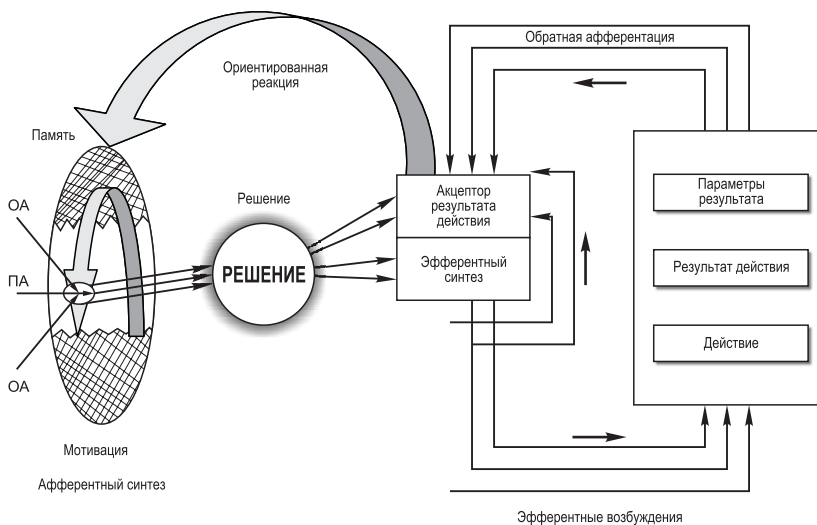 Обратная афферентация
Ориентированная
реакция
Память
ОА
ПА
ОА
Решение
РЕШЕНИЕ
Акцептор
результата
действия
Эфферентный
синтез
Параметры
результата
Результат действия
Действие
Мотивация
Афферентный синтез
Эфферентные возбуждения